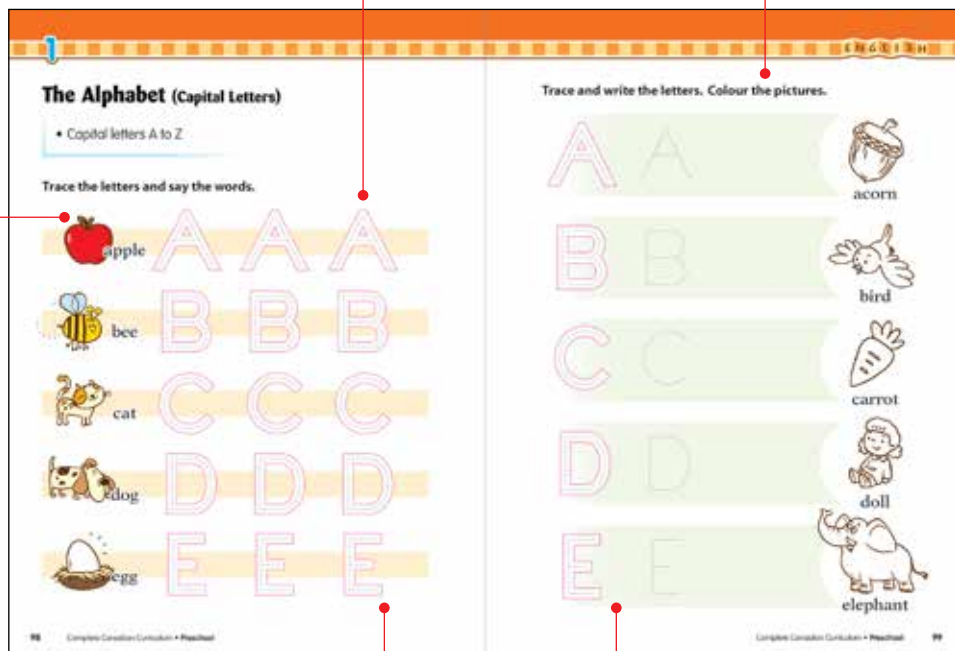 1
The Alphabet (Capital Letters)
• Capital letters A to Z
Trace the letters and say the words.
apple A A A
bee B B B
cat C C C
dog D D D
egg E E E
98 Complete Canadian Curriculum • Preschool
ENGLISH
Trace and write the letters. Colour the pictures.
A A acorn
B B bird
C C carrot
D D doll
E E elephant
Complete Canadian Curriculum • Preschool 99